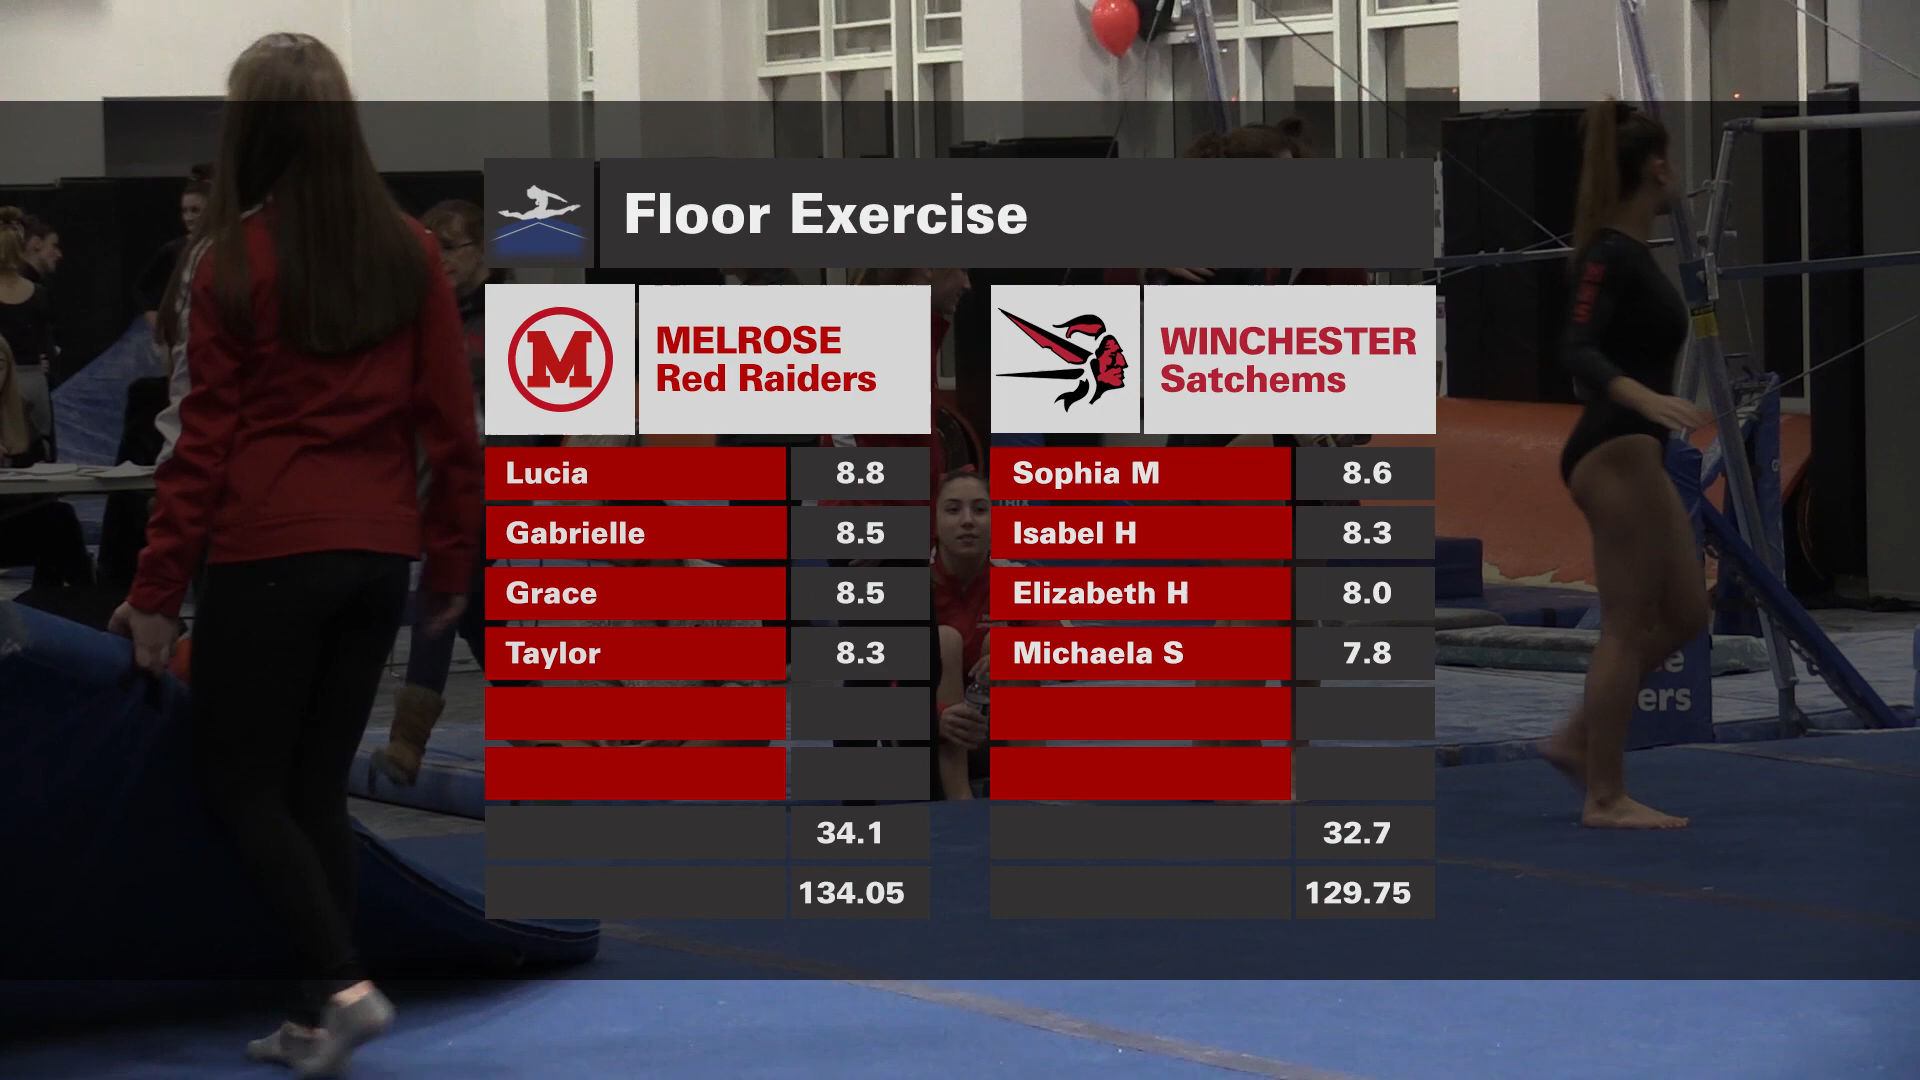 Floor Exercise
M
MELROSE
Red Raiders
WINCHESTER
Satchems
Lucia 8.8
Gabrielle 8.5
Grace 8.5
Taylor 8.3
34.1
134.05
Sophia M 8.6
Isabel H 8.3
Elizabeth H 8.0
Michaela S 7.8
32.7
129.75
ers